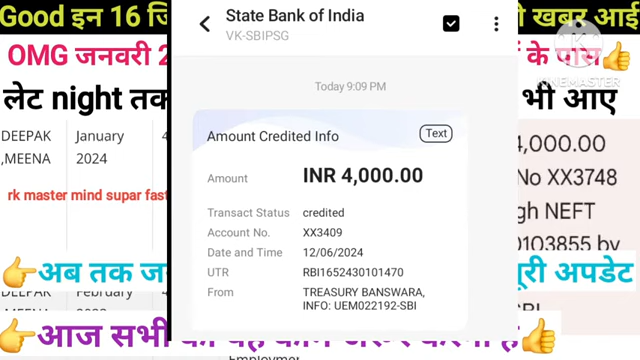 Good इन 16 जि
खबर आई
State Bank of India
VK-SBIPSG
OMG जनवरी 2
के पास👍
KINEMASTER
लेट night तक
भी आए
Today 9:09 PM
Amount Credited Info
Text
Amount INR 4,000.00
Transact Status credited
Account No. XX3409
Date and Time 12/06/2024
UTR RBI1652430101470
From TREASURY BANSWARA,
INFO: UEM022192-SBI
DEEPAK January 4
,MEENA 2024
rk master mind supar fast
4,000.00
No XX3748
gh NEFT
0103855 by
👉अब तक ज
पूरी अपडेट
February
👉आज सभी
👍